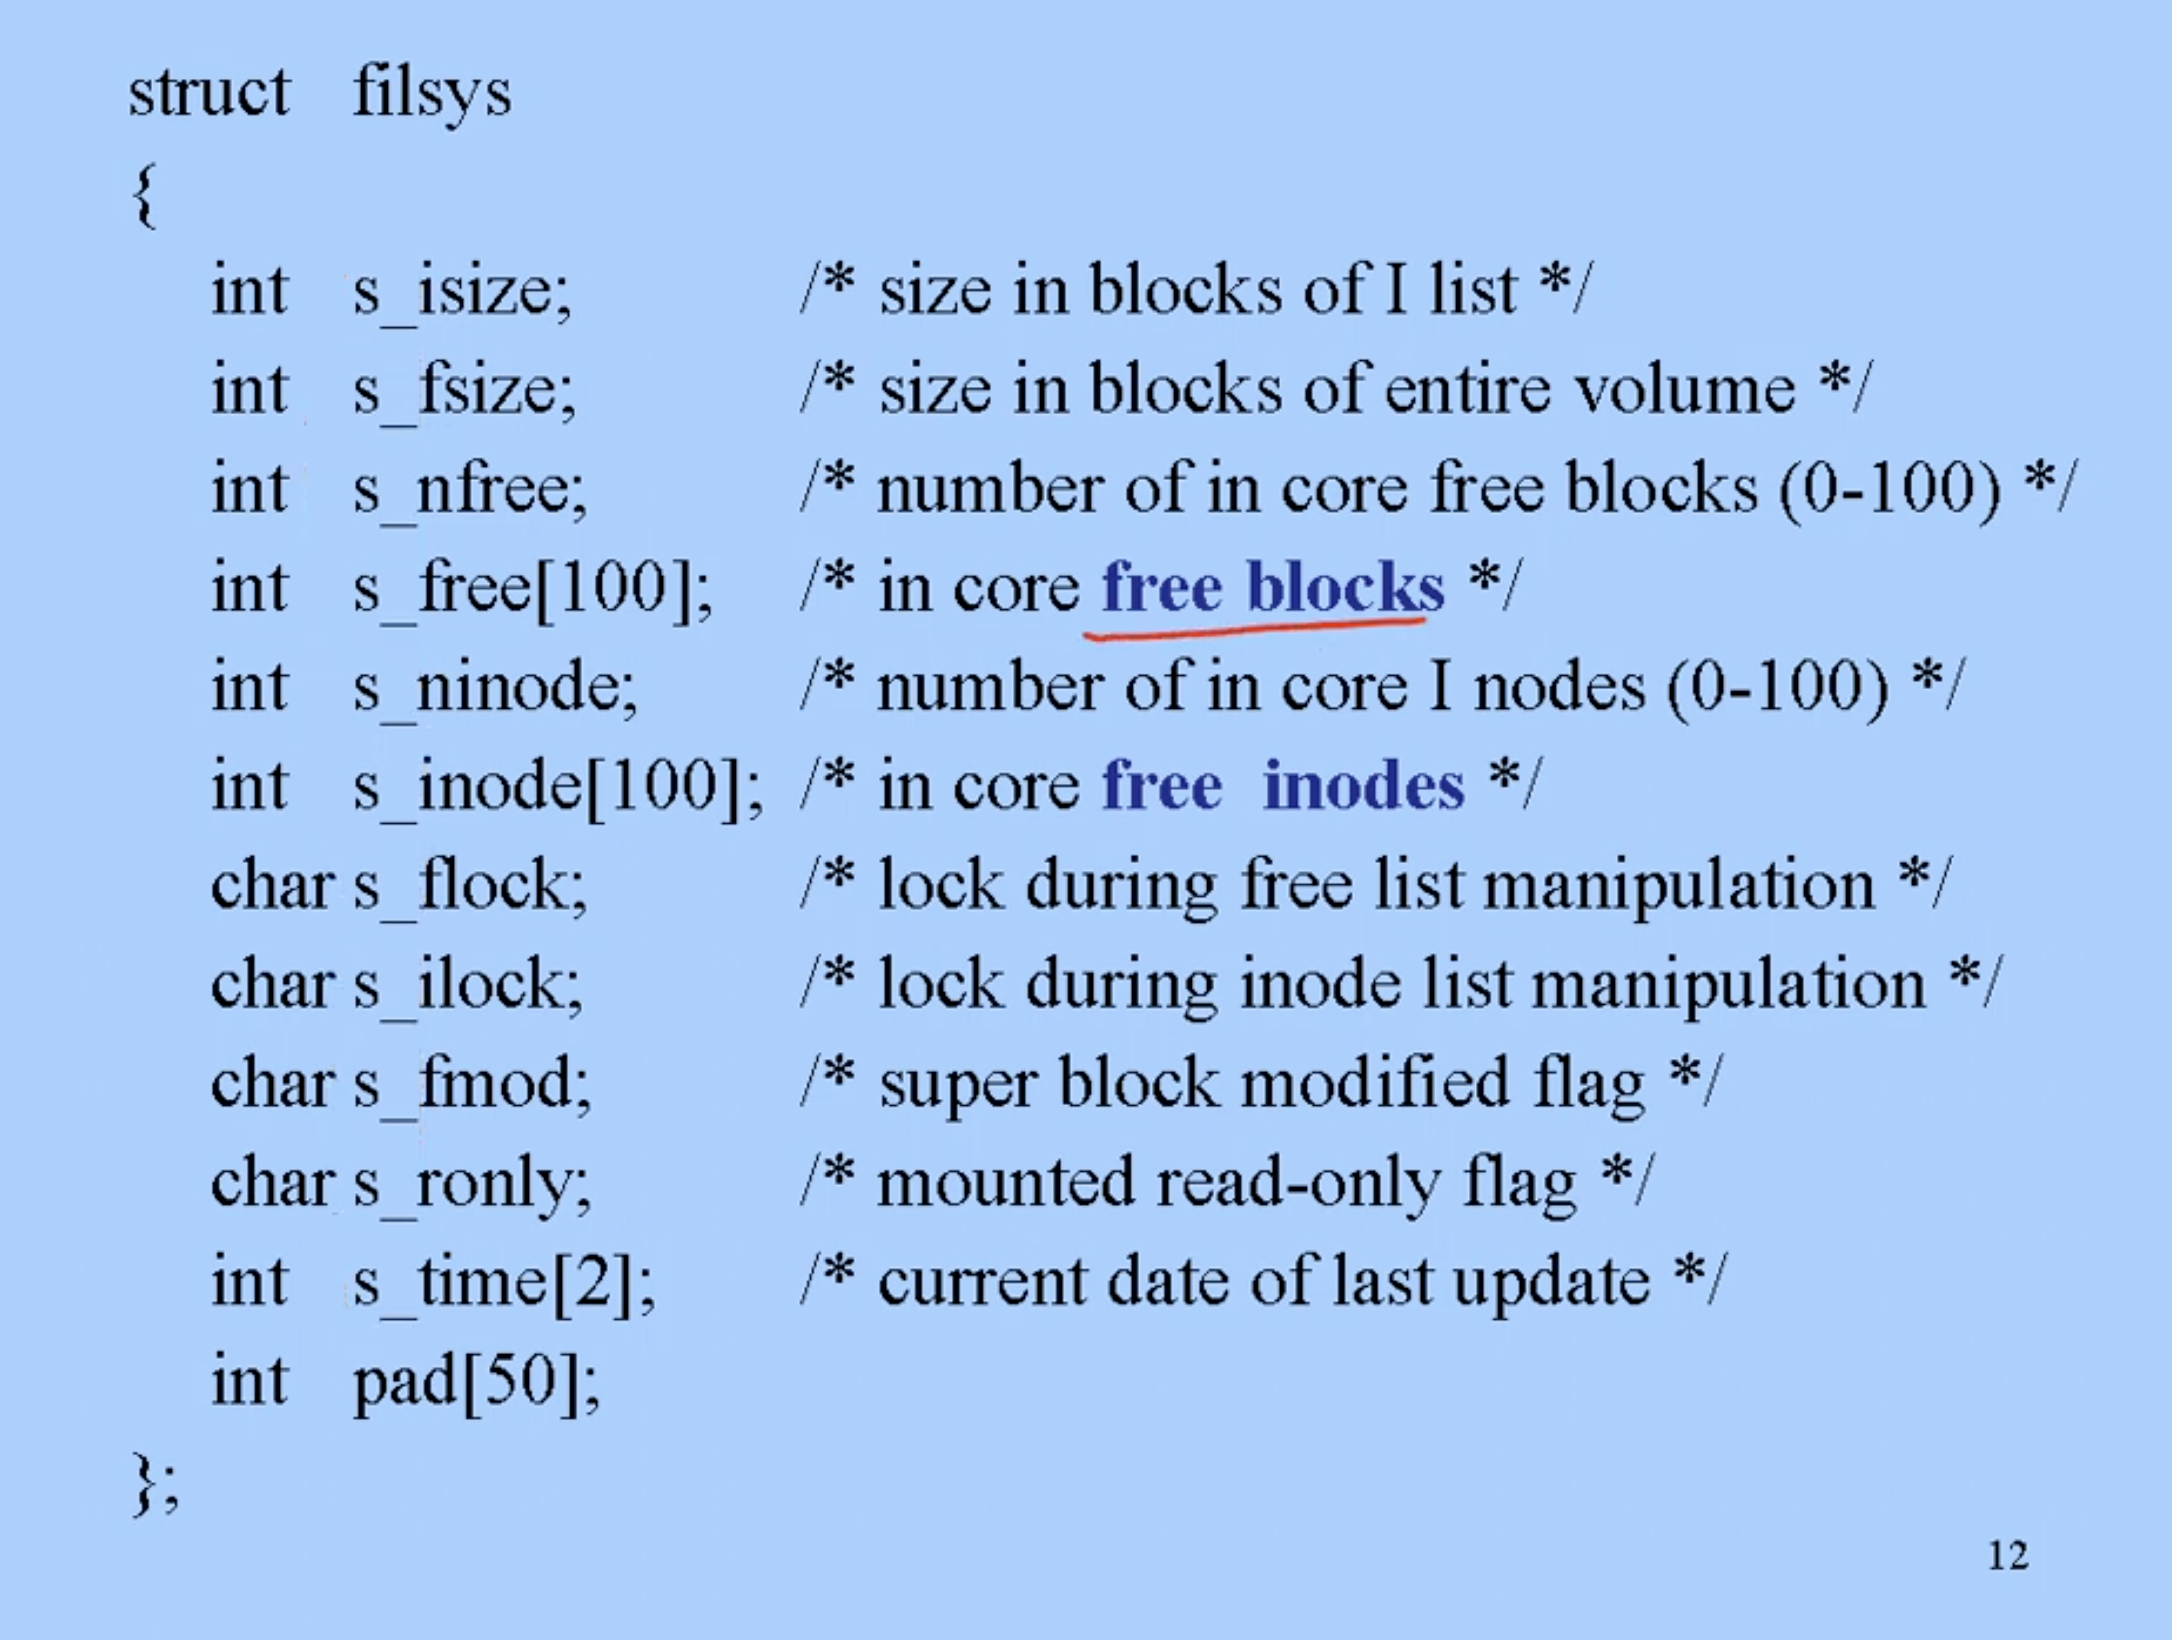 struct filsys
{
int s_isize; /* size in blocks of I list */
int s_fsize; /* size in blocks of entire volume */
int s_nfree; /* number of in core free blocks (0-100) */
int s_free[100]; /* in core free blocks */
int s_ninode; /* number of in core I nodes (0-100) */
int s_inode[100]; /* in core free inodes */
char s_flock; /* lock during free list manipulation */
char s_ilock; /* lock during inode list manipulation */
char s_fmod; /* super block modified flag */
char s_ronly; /* mounted read-only flag */
int s_time[2]; /* current date of last update */
int pad[50];
};
12